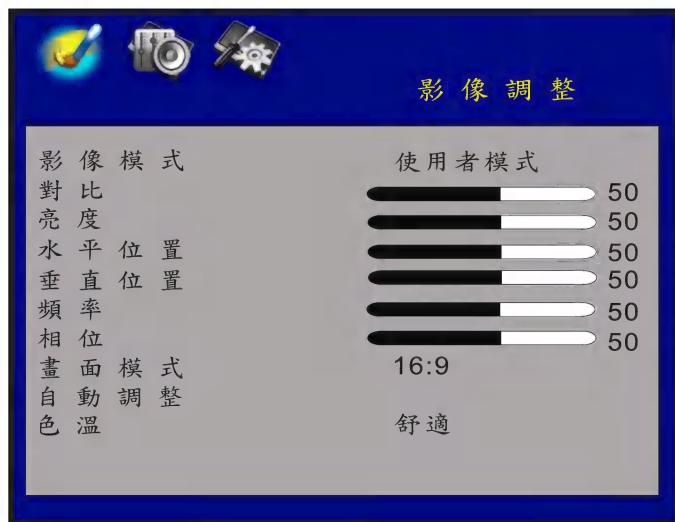 影像調整
影像模式 使用者模式
對比 50
亮度 50
水平位置 50
垂直位置 50
頻率 50
相位 50
畫面模式 16:9
自動調整
色溫 舒適